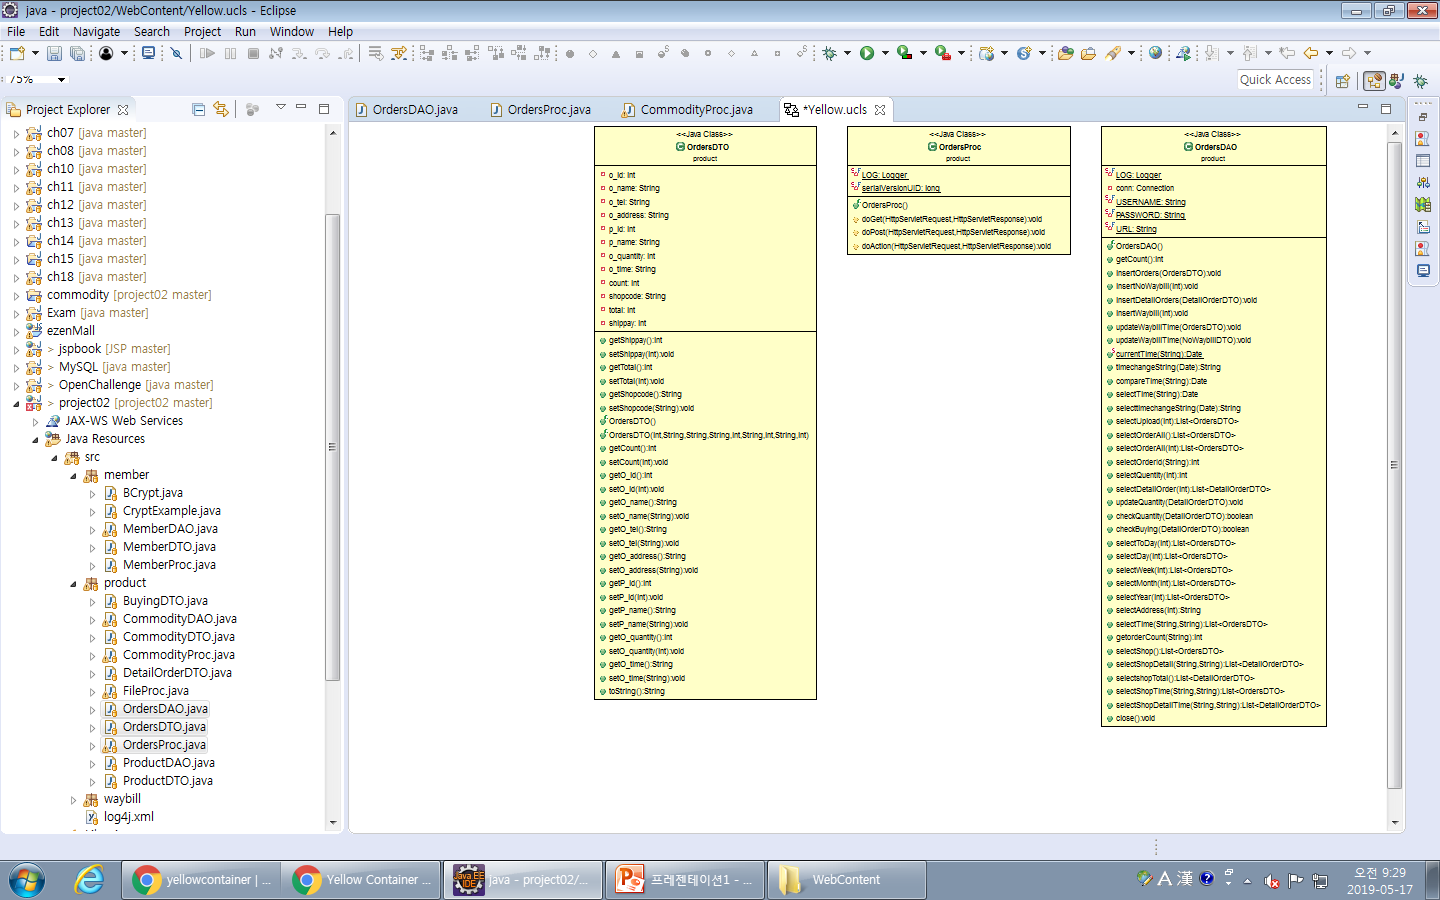 java - project02/WebContent/Yellow.ucls - Eclipse
File Edit Navigate Search Project Run Window Help
75%
Quick Access
Project Explorer
OrdersDAO.java OrdersProc.java CommodityProc.java *Yellow.ucls
ch07 [java master]
ch08 [java master]
ch10 [java master]
ch11 [java master]
ch12 [java master]
ch13 [java master]
ch14 [java master]
ch15 [java master]
ch18 [java master]
commodity [project02 master]
Exam [java master]
ezenMall
> jspbook [JSP master]
> MySQL [java master]
> OpenChallenge [java master]
> project02 [project02 master]
JAX-WS Web Services
Java Resources
src
member
BCrypt.java
CryptExample.java
MemberDAO.java
MemberDTO.java
MemberProc.java
product
BuyingDTO.java
CommodityDAO.java
CommodityDTO.java
CommodityProc.java
DetailOrderDTO.java
FileProc.java
OrdersDAO.java
OrdersDTO.java
OrdersProc.java
ProductDAO.java
ProductDTO.java
waybill
log4j.xml
<<Java Class>>
OrdersDTO
product
o_id: int
o_name: String
o_tel: String
o_address: String
p_id: int
p_name: String
o_quantity: int
o_time: String
count: int
shopcode: String
total: int
shippay: int
getShippay():int
setShippay(int):void
getTotal():int
setTotal(int):void
getShopcode():String
setShopcode(String):void
OrdersDTO()
OrdersDTO(int,String,String,String,int,String,int,String,int)
getCount():int
setCount(int):void
getO_id():int
setO_id(int):void
getO_name():String
setO_name(String):void
getO_tel():String
setO_tel(String):void
getO_address():String
setO_address(String):void
getP_id():int
setP_id(int):void
getP_name():String
setP_name(String):void
getO_quantity():int
setO_quantity(int):void
getO_time():String
setO_time(String):void
toString():String
<<Java Class>>
OrdersProc
product
LOG: Logger
serialVersionUID: long
OrdersProc()
doGet(HttpServletRequest,HttpServletResponse):void
doPost(HttpServletRequest,HttpServletResponse):void
doAction(HttpServletRequest,HttpServletResponse):void
<<Java Class>>
OrdersDAO
product
LOG: Logger
conn: Connection
USERNAME: String
PASSWORD: String
URL: String
OrdersDAO()
getCount():int
insertOrders(OrdersDTO):void
insertNoWaybill(int):void
insertDetailOrders(DetailOrderDTO):void
insertWaybill(int):void
updateWaybillTime(OrdersDTO):void
updateWaybillTime(NoWaybillDTO):void
currentTime(String):Date
timechangeString(Date):String
compareTime(String):Date
selectTime(String):Date
selecttimechangeString(Date):String
selectUpload(int):List<OrdersDTO>
selectOrderAll():List<OrdersDTO>
selectOrderAll(int):List<OrdersDTO>
selectOrderid(String):int
selectQuentity(int):int
selectDetailOrder(int):List<DetailOrderDTO>
updateQuantity(DetailOrderDTO):void
checkQuantity(DetailOrderDTO):boolean
checkBuying(DetailOrderDTO):boolean
selectToDay(int):List<OrdersDTO>
selectDay(int):List<OrdersDTO>
selectWeek(int):List<OrdersDTO>
selectMonth(int):List<OrdersDTO>
selectYear(int):List<OrdersDTO>
selectAddress(int):String
selectTime(String,String):List<OrdersDTO>
getorderCount(String):int
selectShop():List<OrdersDTO>
selectShopDetail(String,String):List<DetailOrderDTO>
selectshopTotal():List<DetailOrderDTO>
selectShopTime(String,String):List<OrdersDTO>
selectShopDetailTime(String,String):List<DetailOrderDTO>
close():void
yellowcontainer | ... Yellow Container ... java - project02/... 프레젠테이션1 - ... WebContent
A 漢
오전 9:29
2019-05-17